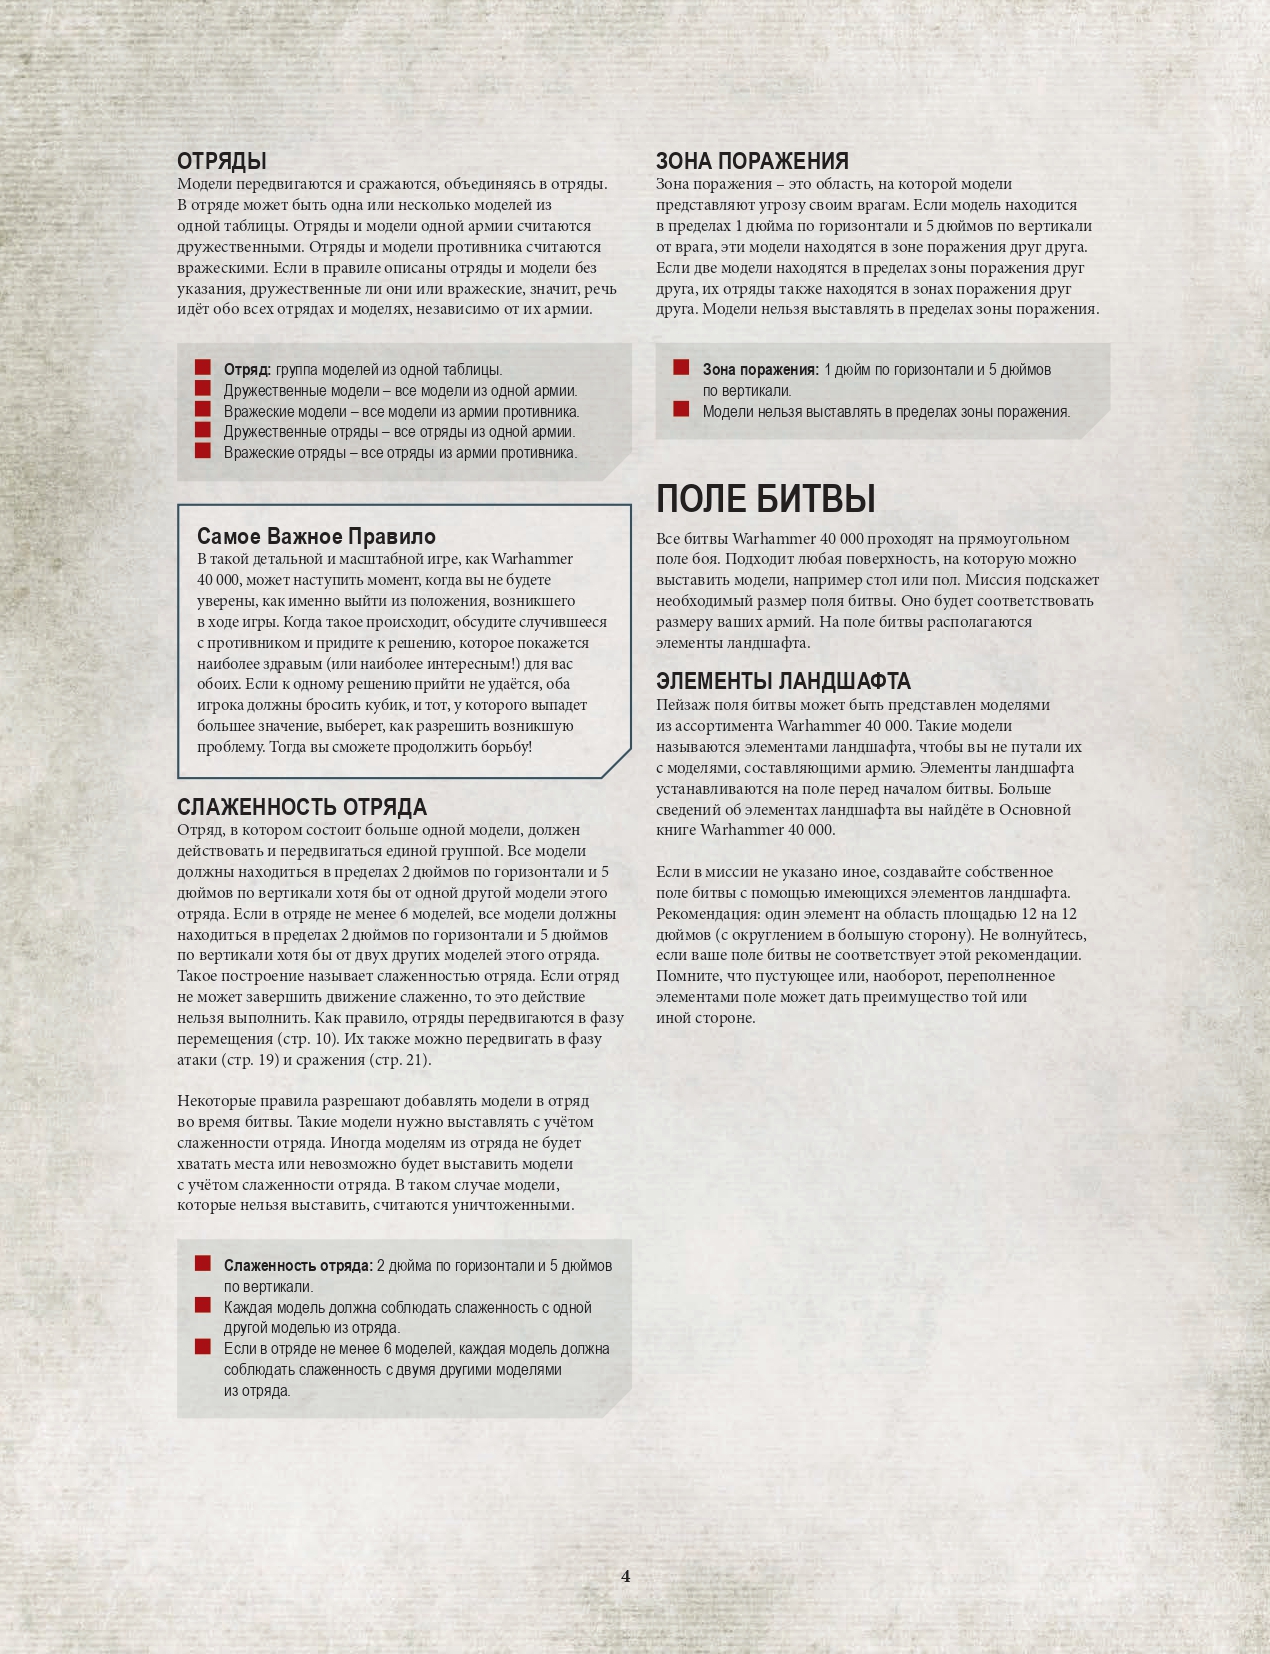 ОТРЯДЫ
Модели передвигаются и сражаются, объединяясь в отряды.
В отряде может быть одна или несколько моделей из
одной таблицы. Отряды и модели одной армии считаются
дружественными. Отряды и модели противника считаются
вражескими. Если в правиле описаны отряды и модели без
указания, дружественные ли они или вражеские, значит, речь
идёт обо всех отрядах и моделях, независимо от их армии.
Отряд: группа моделей из одной таблицы.
Дружественные модели – все модели из одной армии.
Вражеские модели – все модели из армии противника.
Дружественные отряды – все отряды из одной армии.
Вражеские отряды – все отряды из армии противника.
Самое Важное Правило
В такой детальной и масштабной игре, как Warhammer
40 000, может наступить момент, когда вы не будете
уверены, как именно выйти из положения, возникшего
в ходе игры. Когда такое происходит, обсудите случившееся
с противником и придите к решению, которое покажется
наиболее здравым (или наиболее интересным!) для вас
обоих. Если к одному решению прийти не удаётся, оба
игрока должны бросить кубик, и тот, у которого выпадет
большее значение, выберет, как разрешить возникшую
проблему. Тогда вы сможете продолжить борьбу!
СЛАЖЕННОСТЬ ОТРЯДА
Отряд, в котором состоит больше одной модели, должен
действовать и передвигаться единой группой. Все модели
должны находиться в пределах 2 дюймов по горизонтали и 5
дюймов по вертикали хотя бы от одной другой модели этого
отряда. Если в отряде не менее 6 моделей, все модели должны
находиться в пределах 2 дюймов по горизонтали и 5 дюймов
по вертикали хотя бы от двух других моделей этого отряда.
Такое построение называет слаженностью отряда. Если отряд
не может завершить движение слаженно, то это действие
нельзя выполнить. Как правило, отряды передвигаются в фазу
перемещения (стр. 10). Их также можно передвигать в фазу
атаки (стр. 19) и сражения (стр. 21).
Некоторые правила разрешают добавлять модели в отряд
во время битвы. Такие модели нужно выставлять с учётом
слаженности отряда. Иногда моделям из отряда не будет
хватать места или невозможно будет выставить модели
с учётом слаженности отряда. В таком случае модели,
которые нельзя выставить, считаются уничтоженными.
Слаженность отряда: 2 дюйма по горизонтали и 5 дюймов
по вертикали.
Каждая модель должна соблюдать слаженность с одной
другой моделью из отряда.
Если в отряде не менее 6 моделей, каждая модель должна
соблюдать слаженность с двумя другими моделями
из отряда.
ЗОНА ПОРАЖЕНИЯ
Зона поражения – это область, на которой модели
представляют угрозу своим врагам. Если модель находится
в пределах 1 дюйма по горизонтали и 5 дюймов по вертикали
от врага, эти модели находятся в зоне поражения друг друга.
Если две модели находятся в пределах зоны поражения друг
друга, их отряды также находятся в зонах поражения друг
друга. Модели нельзя выставлять в пределах зоны поражения.
Зона поражения: 1 дюйм по горизонтали и 5 дюймов
по вертикали.
Модели нельзя выставлять в пределах зоны поражения.
ПОЛЕ БИТВЫ
Все битвы Warhammer 40 000 проходят на прямоугольном
поле боя. Подходит любая поверхность, на которую можно
выставить модели, например стол или пол. Миссия подскажет
необходимый размер поля битвы. Оно будет соответствовать
размеру ваших армий. На поле битвы располагаются
элементы ландшафта.
ЭЛЕМЕНТЫ ЛАНДШАФТА
Пейзаж поля битвы может быть представлен моделями
из ассортимента Warhammer 40 000. Такие модели
называются элементами ландшафта, чтобы вы не путали их
с моделями, составляющими армию. Элементы ландшафта
устанавливаются на поле перед началом битвы. Больше
сведений об элементах ландшафта вы найдёте в Основной
книге Warhammer 40 000.
Если в миссии не указано иное, создавайте собственное
поле битвы с помощью имеющихся элементов ландшафта.
Рекомендация: один элемент на область площадью 12 на 12
дюймов (с округлением в большую сторону). Не волнуйтесь,
если ваше поле битвы не соответствует этой рекомендации.
Помните, что пустующее или, наоборот, переполненное
элементами поле может дать преимущество той или
иной стороне.
4